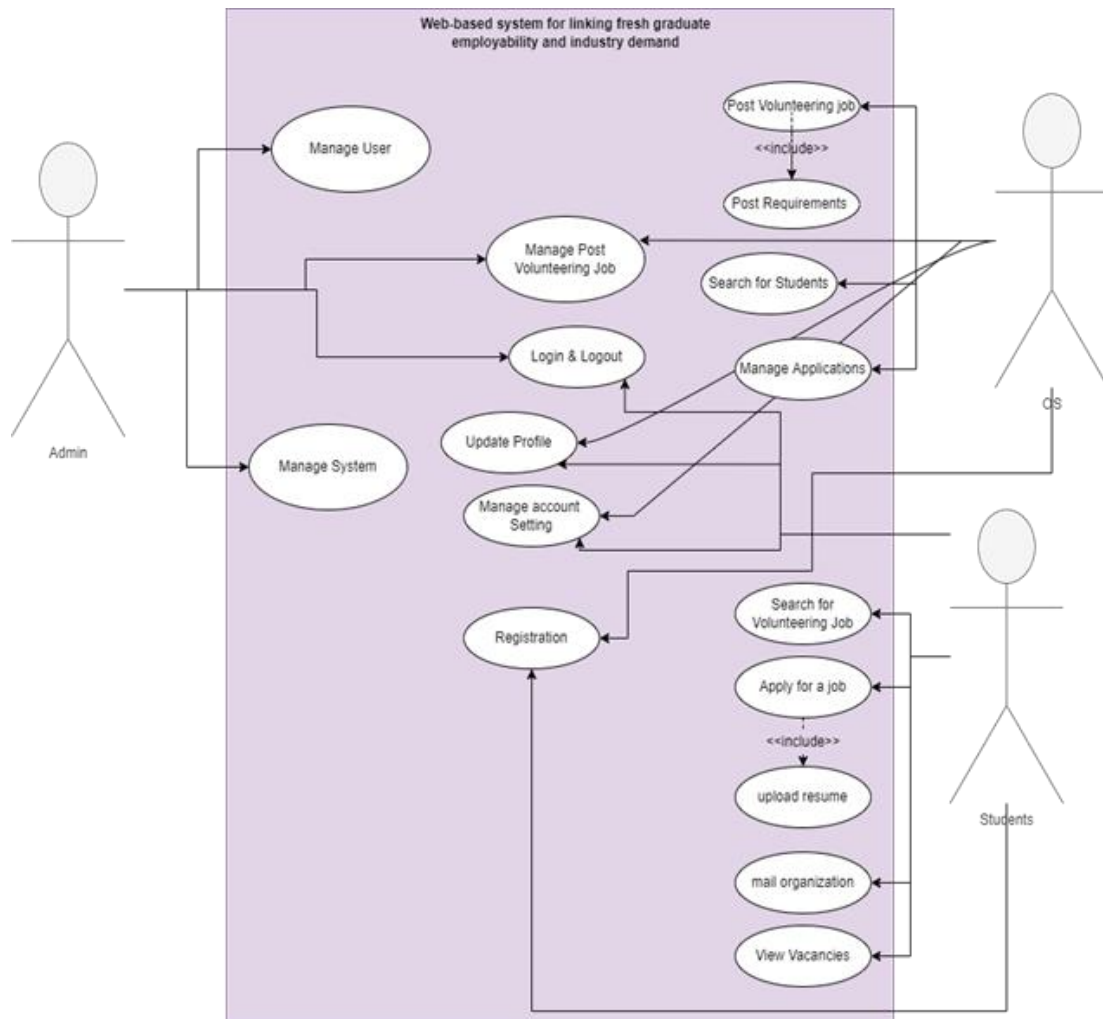 Web-based system for linking fresh graduate
employability and industry demand
Post Volunteering job
Manage User
<<include>>
Post Requirements
Manage Post
Volunteering Job
Search for Students
Login & Logout
Manage Applications
OS
Update Profile
Admin
Manage System
Manage account
Setting
Search for
Volunteering Job
Registration
Apply for a job
<<include>>
upload resume
Students
mail organization
View Vacancies